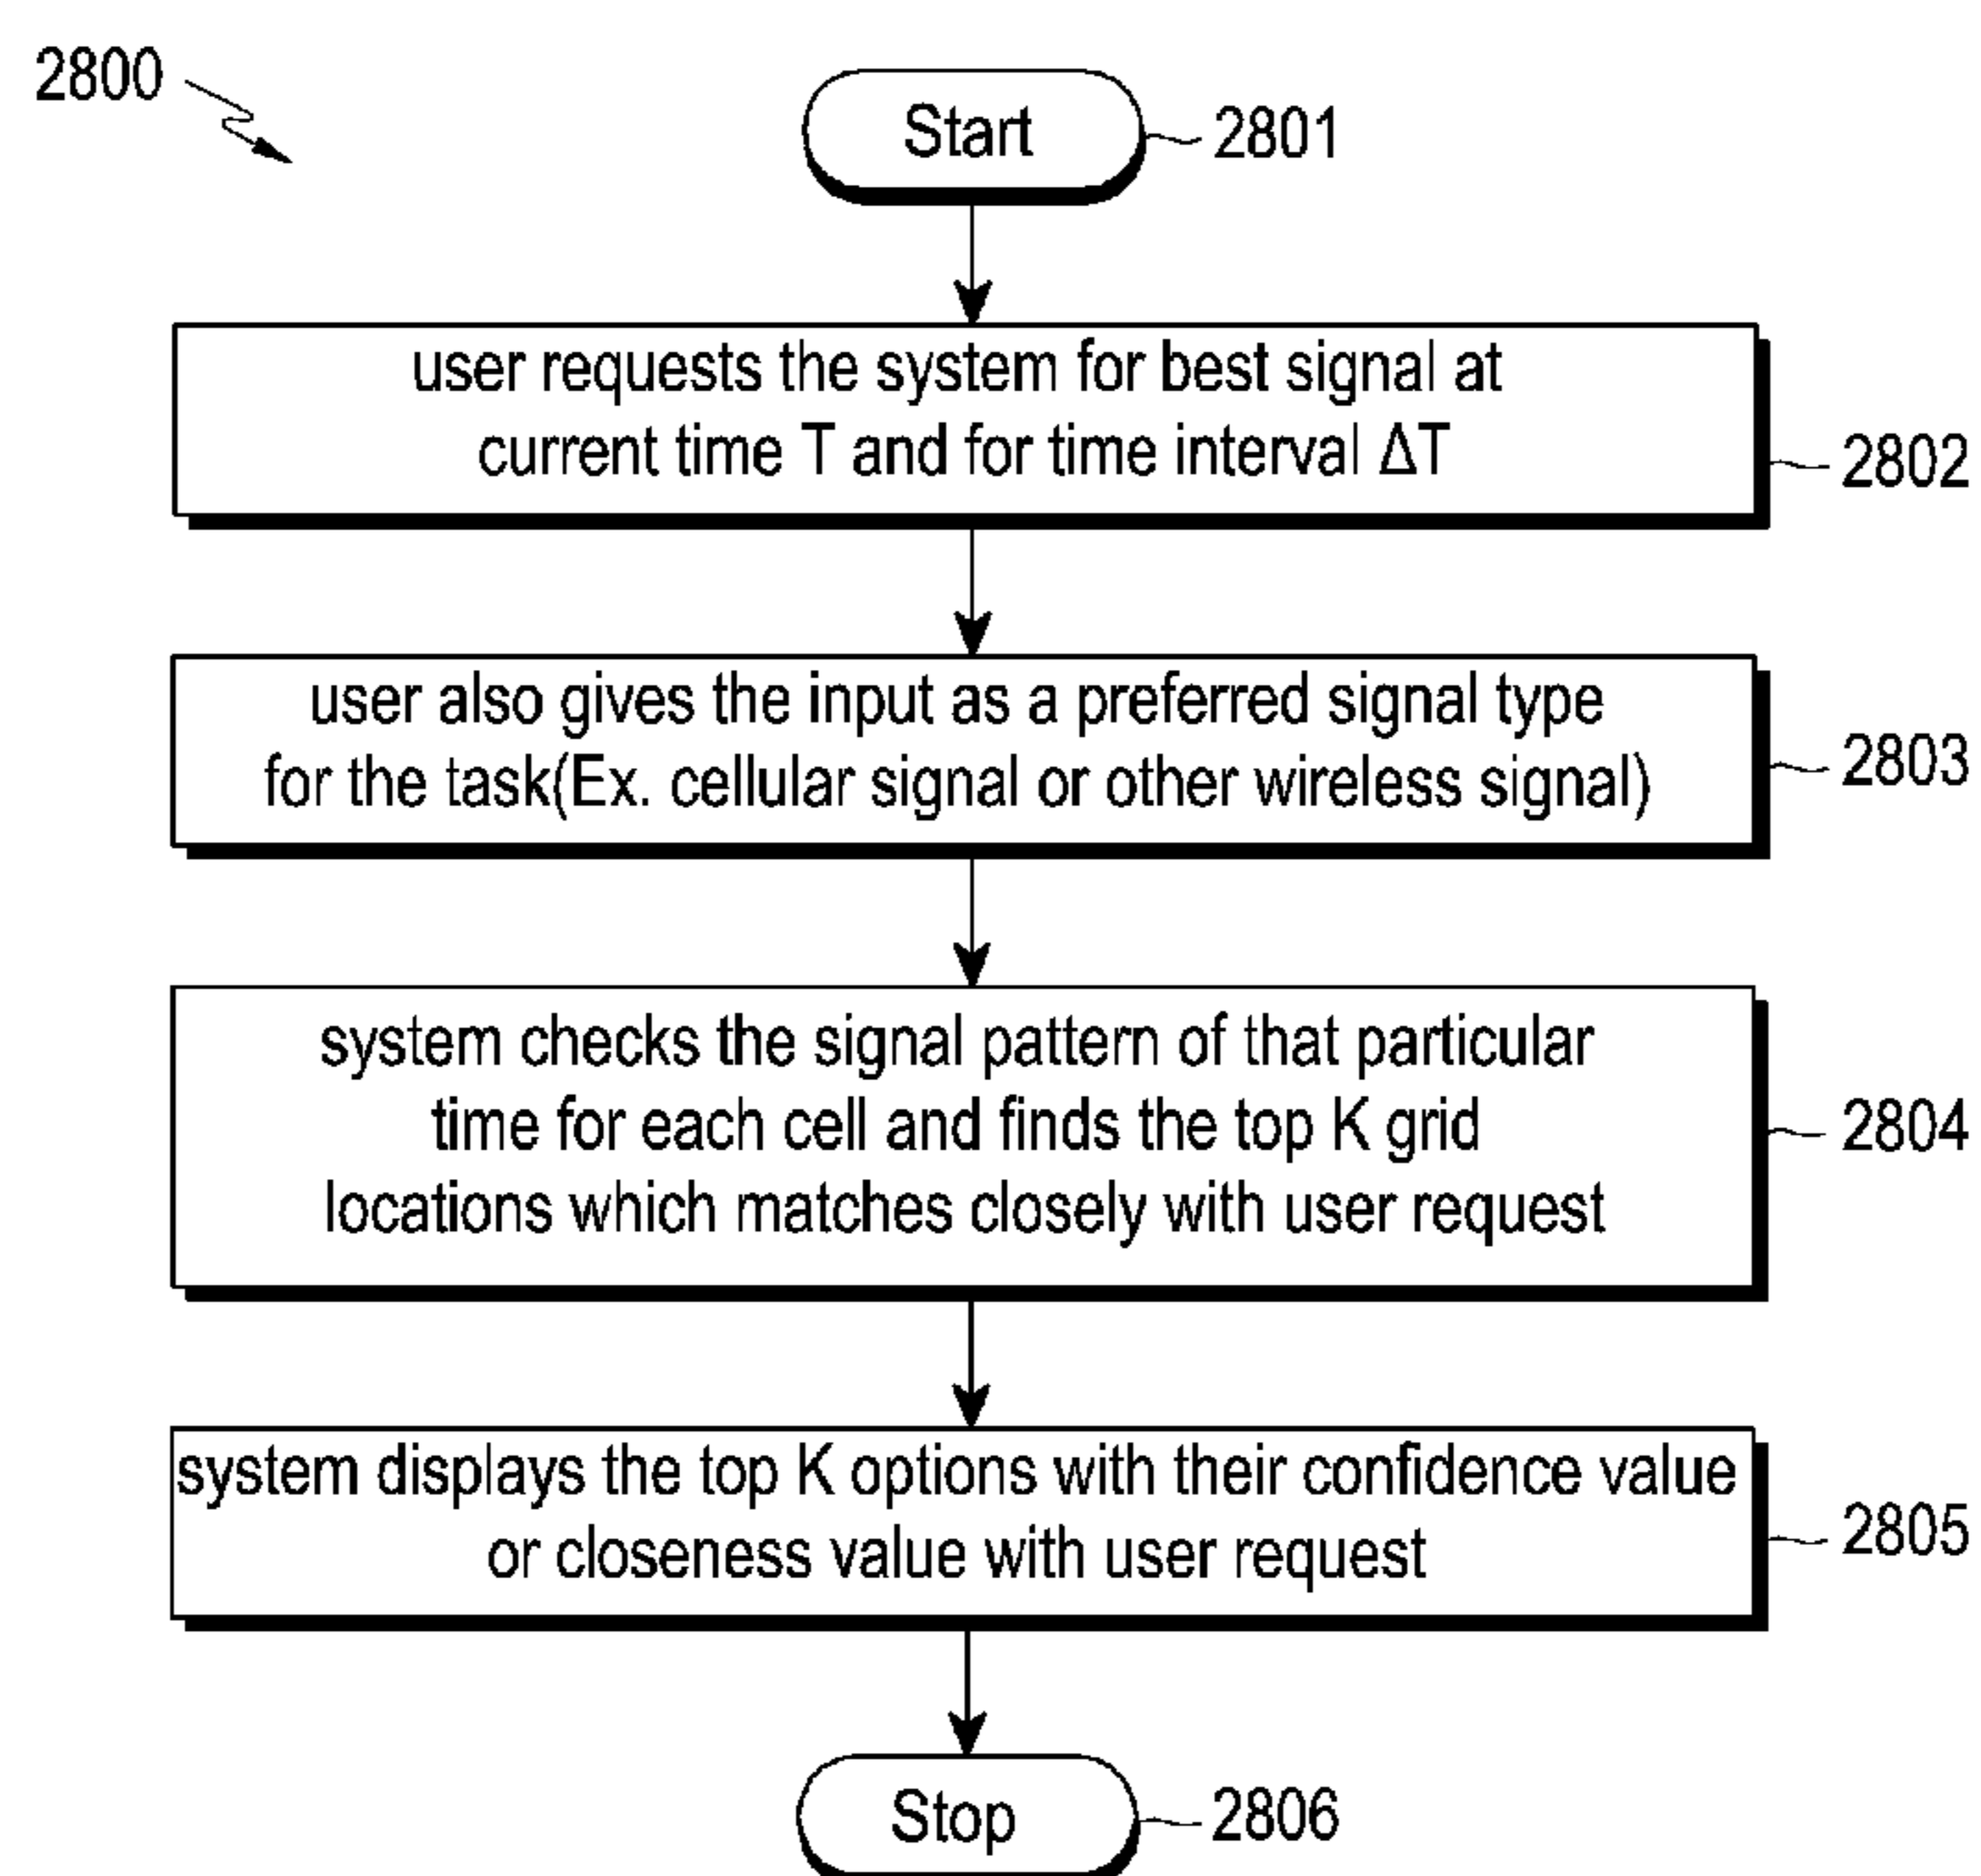 2800
Start
2801
user requests the system for best signal at
current time T and for time interval ΔT
2802
user also gives the input as a preferred signal type
for the task(Ex. cellular signal or other wireless signal)
2803
system checks the signal pattern of that particular
time for each cell and finds the top K grid
locations which matches closely with user request
2804
system displays the top K options with their confidence value
or closeness value with user request
2805
Stop
2806